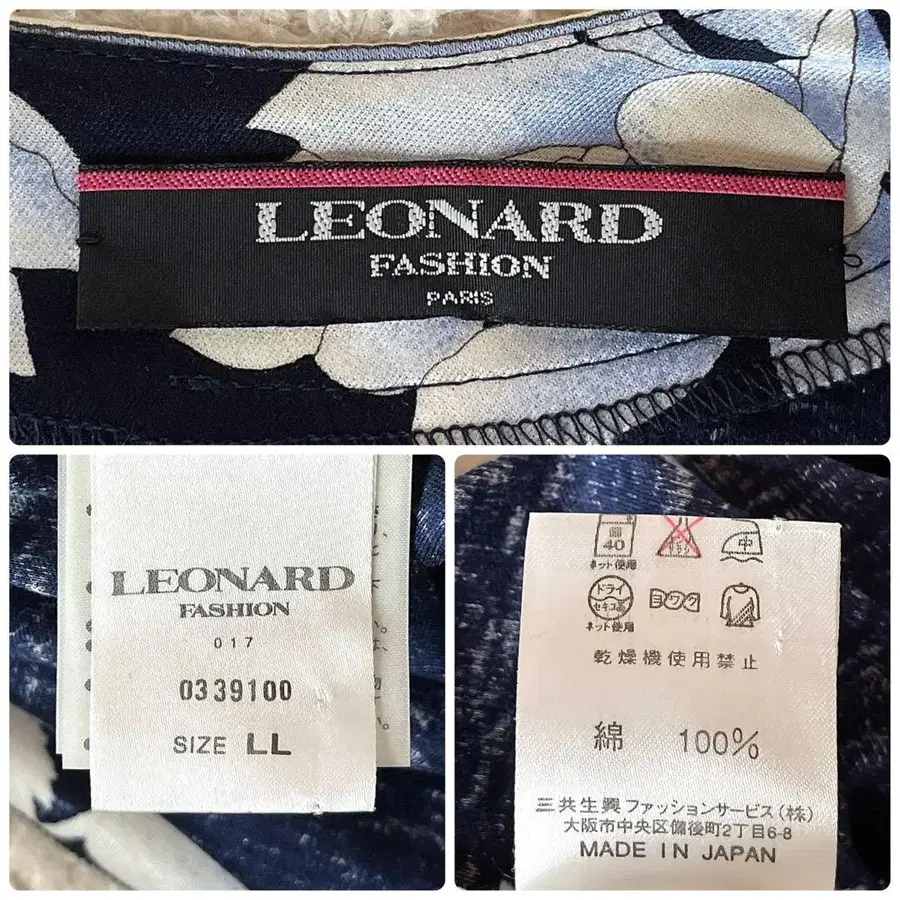 LEONARD
FASHION
PARIS
LEONARD
FASHION
017
0339100
SIZE LL
40
中
ネット使用
ドライ
セキユ系
ヨワク
ネット使用
乾燥機使用禁止
綿 100%
三共生興ファッションサービス(株)
大阪市中央区備後町2丁目6-8
MADE IN JAPAN